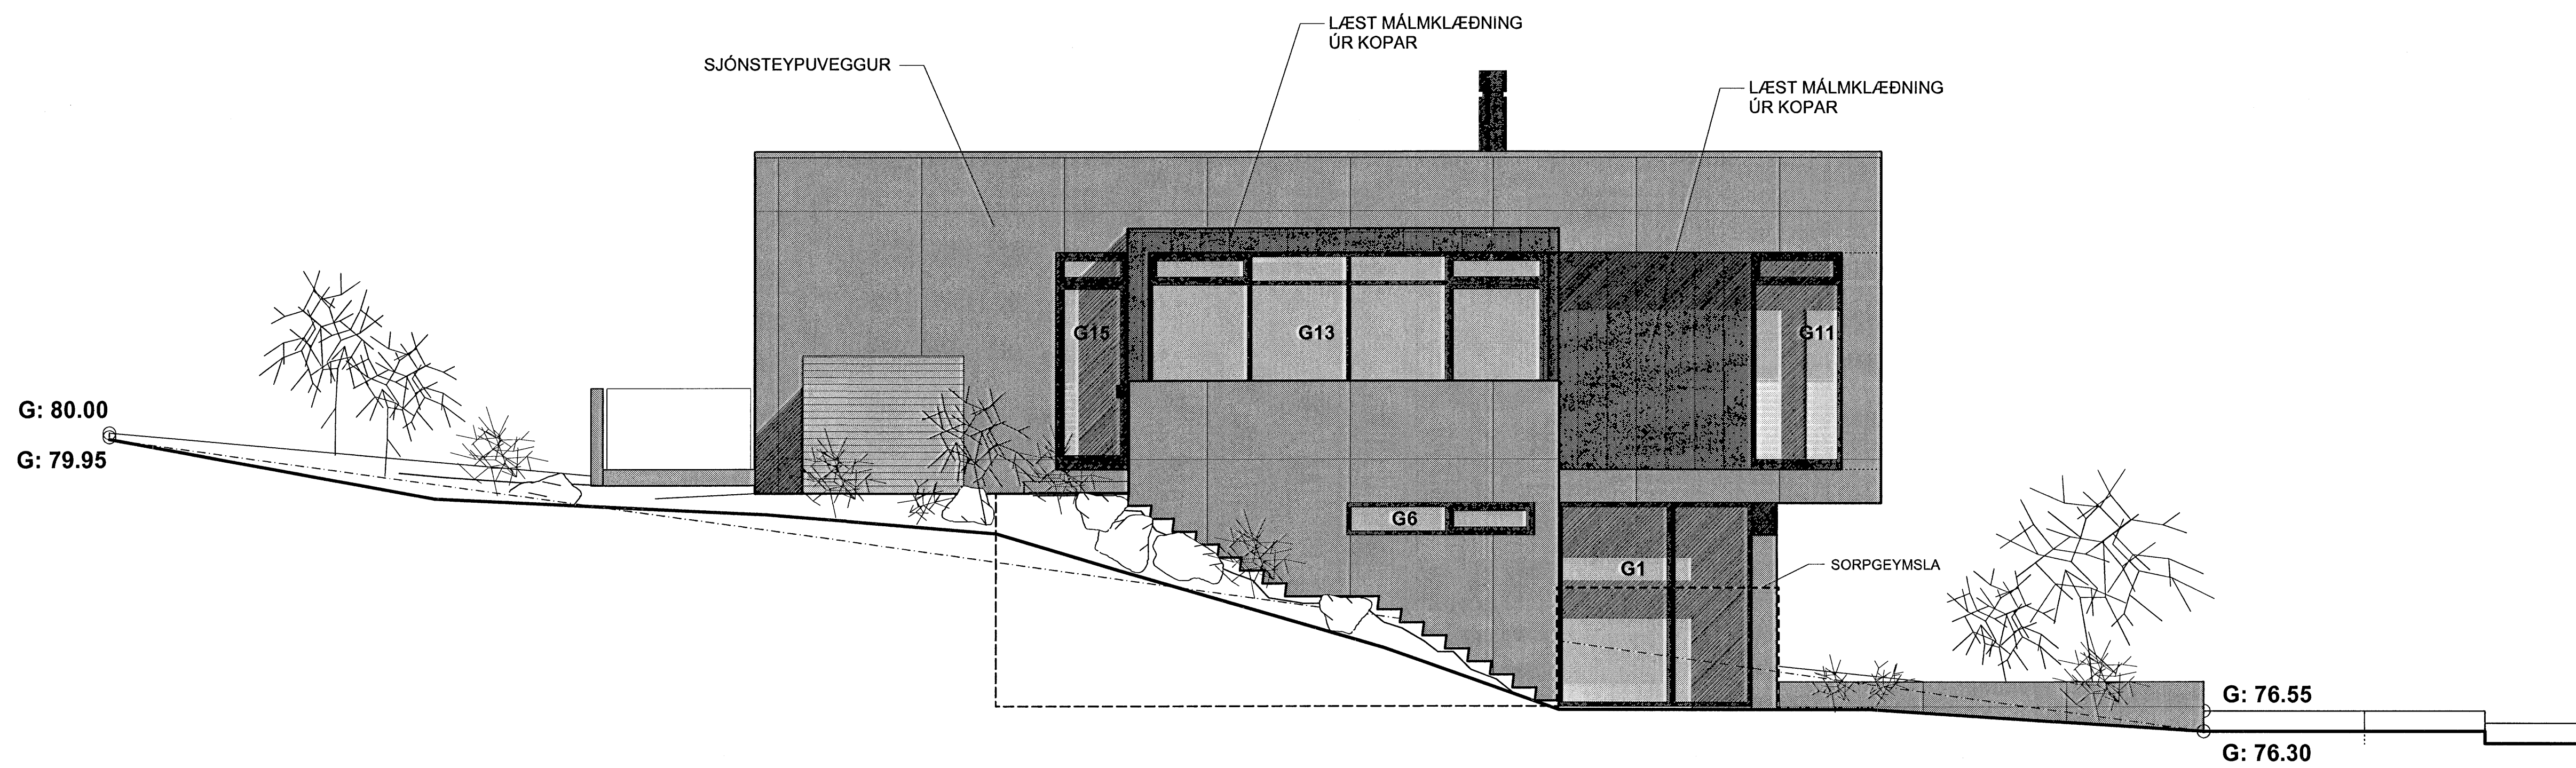 LÆST MÁLMKLÆÐNING
ÚR KOPAR
SJÓNSTEYPUVEGGUR
LÆST MÁLMKLÆÐNING
ÚR KOPAR
G15
G13
G11
G: 80.00
G: 79.95
G6
G1
SORPGEYMSLA
G: 76.55
G: 76.30